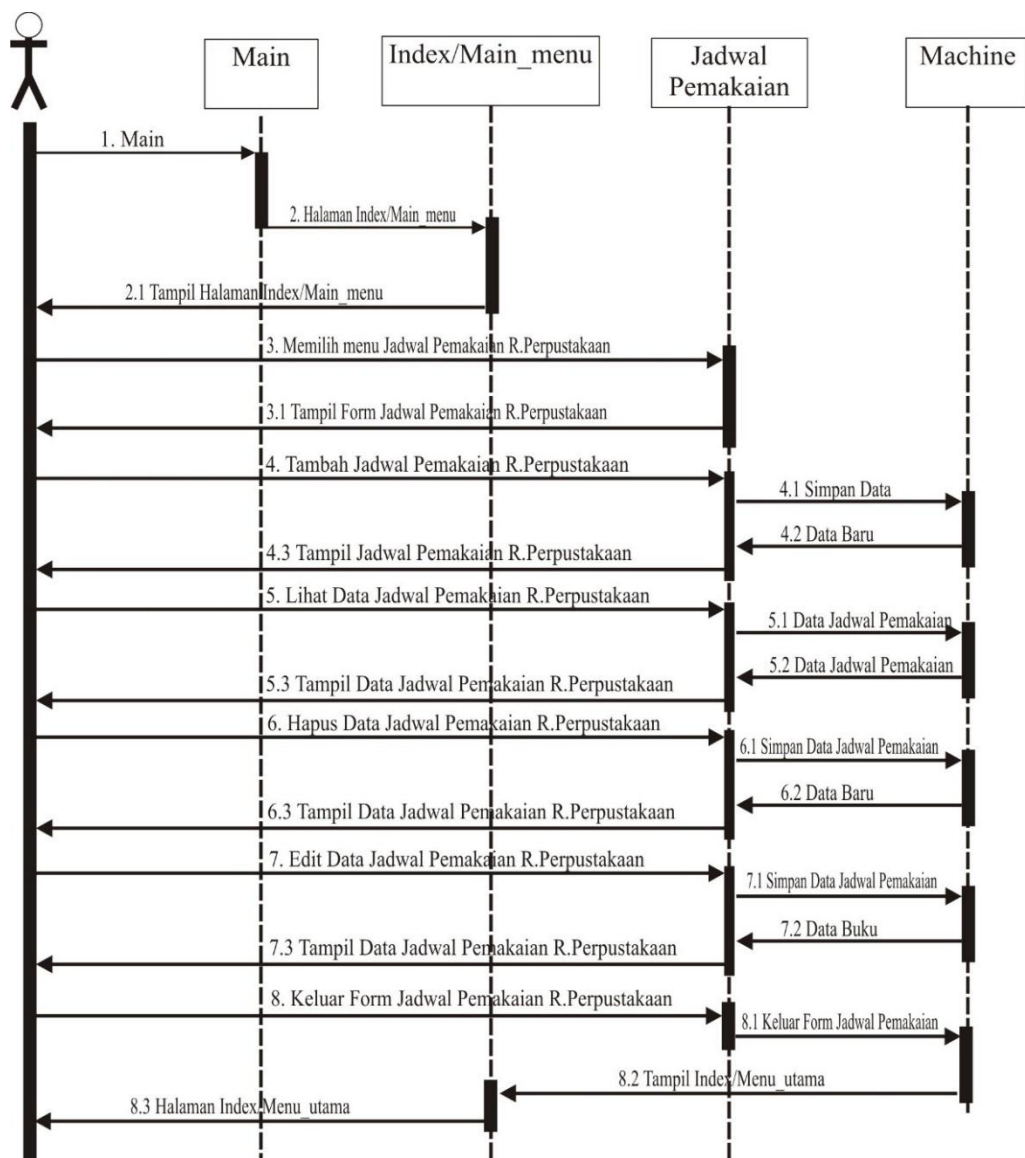 Main
Index/Main_menu
Jadwal
Pemakaian
Machine
1. Main
2. Halaman Index/Main_menu
2.1 Tampil Halaman Index/Main_menu
3. Memilih menu Jadwal Pemakaian R.Perpustakaan
3.1 Tampil Form Jadwal Pemakaian R.Perpustakaan
4. Tambah Jadwal Pemakaian R.Perpustakaan
4.1 Simpan Data
4.2 Data Baru
4.3 Tampil Jadwal Pemakaian R.Perpustakaan
5. Lihat Data Jadwal Pemakaian R.Perpustakaan
5.1 Data Jadwal Pemakaian
5.2 Data Jadwal Pemakaian
5.3 Tampil Data Jadwal Pemakaian R.Perpustakaan
6. Hapus Data Jadwal Pemakaian R.Perpustakaan
6.1 Simpan Data Jadwal Pemakaian
6.2 Data Baru
6.3 Tampil Data Jadwal Pemakaian R.Perpustakaan
7. Edit Data Jadwal Pemakaian R.Perpustakaan
7.1 Simpan Data Jadwal Pemakaian
7.2 Data Buku
7.3 Tampil Data Jadwal Pemakaian R.Perpustakaan
8. Keluar Form Jadwal Pemakaian R.Perpustakaan
8.1 Keluar Form Jadwal Pemakaian
8.2 Tampil Index/Menu_utama
8.3 Halaman Index/Menu_utama